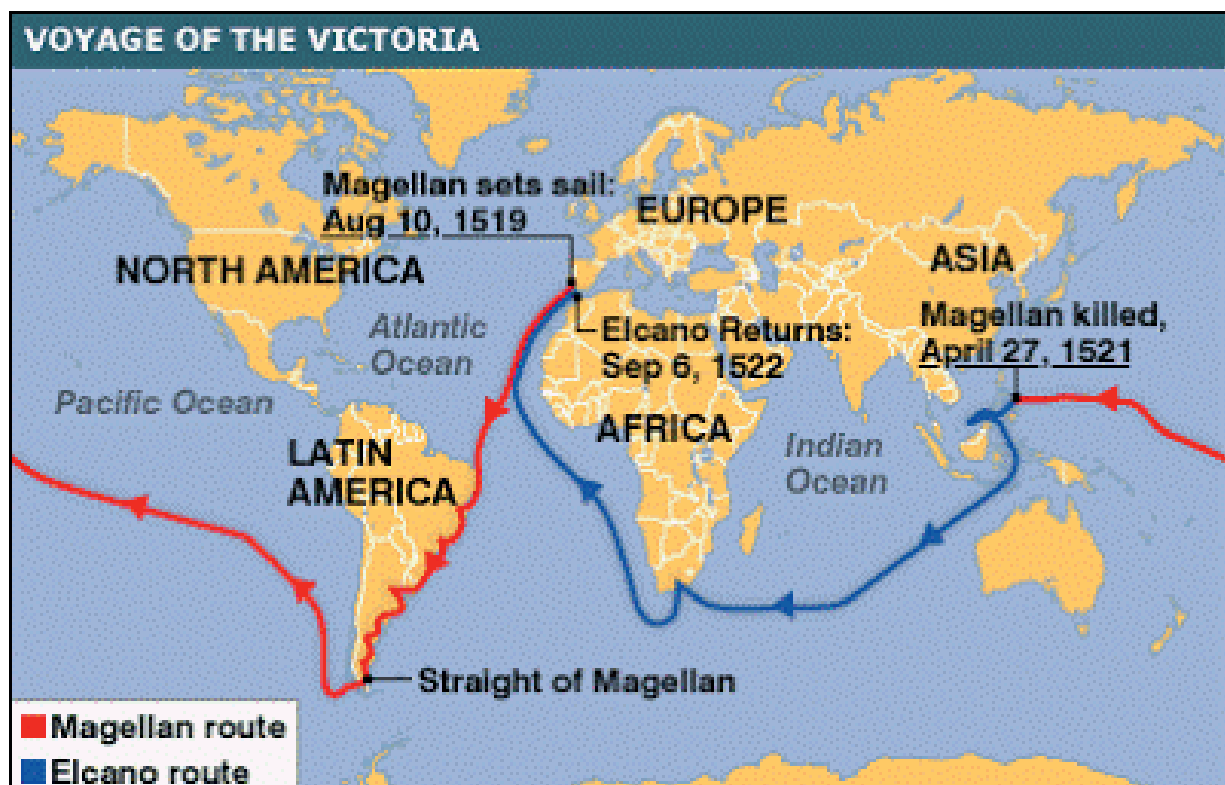 VOYAGE OF THE VICTORIA
Magellan sets sail:
Aug 10, 1519
EUROPE
NORTH AMERICA
ASIA
Atlantic
Ocean
Elcano Returns:
Sep 6, 1522
Magellan killed,
April 27, 1521
Pacific Ocean
AFRICA
Indian
Ocean
LATIN
AMERICA
Straight of Magellan
Magellan route
Elcano route